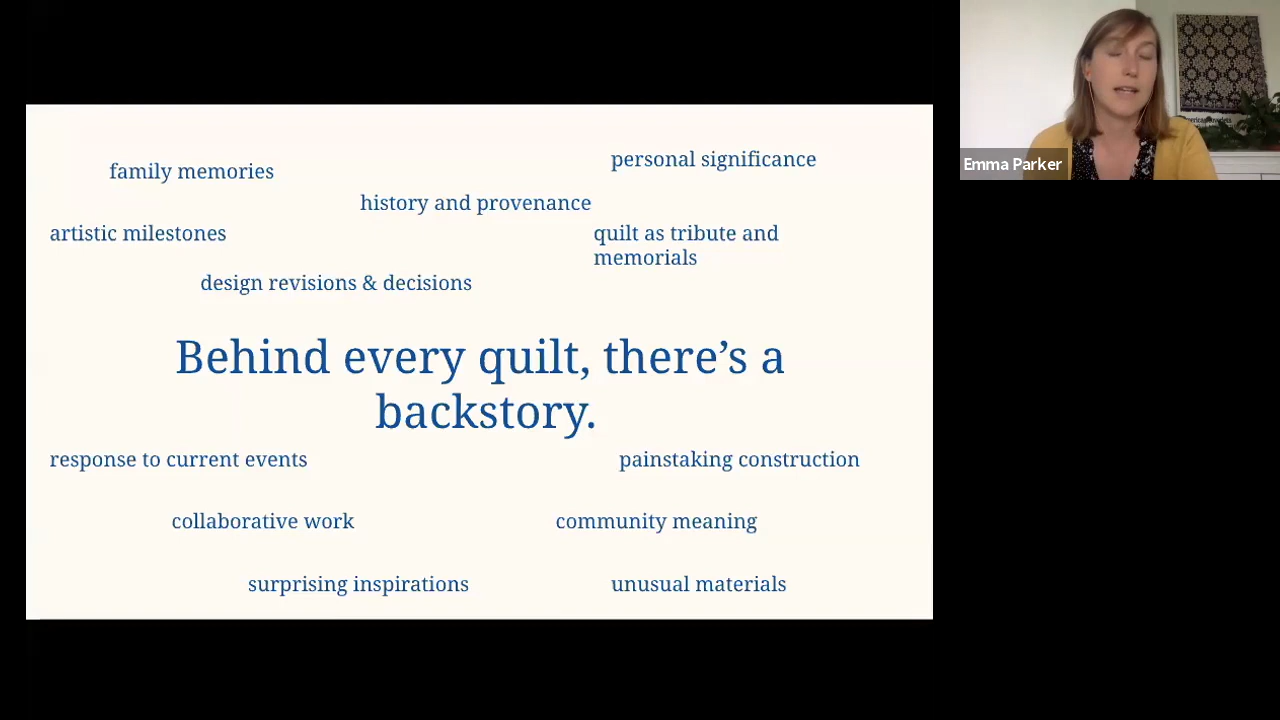 family memories
personal significance
history and provenance
artistic milestones
quilt as tribute and
memorials
design revisions & decisions
Behind every quilt, there’s a
backstory.
response to current events
painstaking construction
collaborative work
community meaning
surprising inspirations
unusual materials
Emma Parker